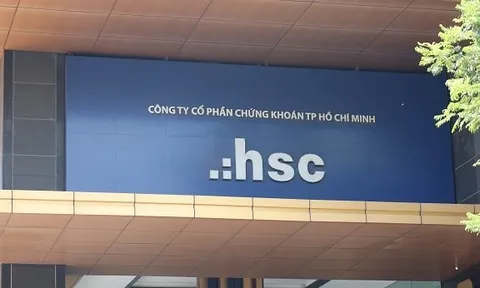 CÔNG TY CỔ PHẦN CHỨNG KHOÁN TP HỒ CHÍ MINH
.:hsc